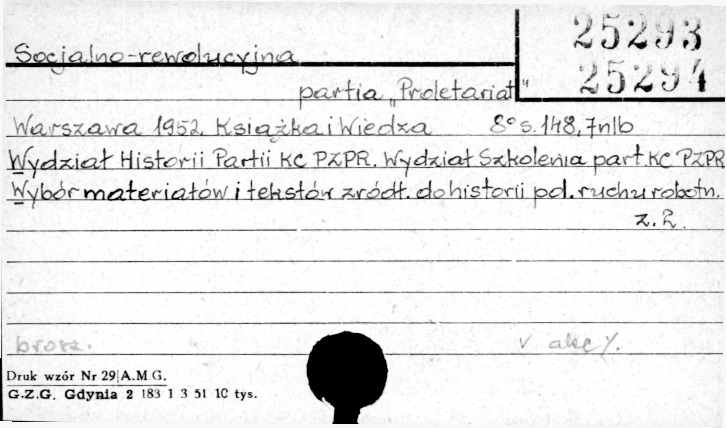 25293
Socjalno-rewolucyjna
25294
partia „Proletariat"
Warszawa 1952. Książka i Wiedza 8° s. 148, 7 nlb
Wydział Historii Partii KC PZPR. Wydział Szkolenia part. KC PZPR
Wybór materiałów i tekstów źródł. do historii pol. ruchu robotn.
z. 2.
brosz. v akc/.
Druk wzór Nr 29|A.M.G.
G.Z.G. Gdynia 2 183 1 3 51 10 tys.